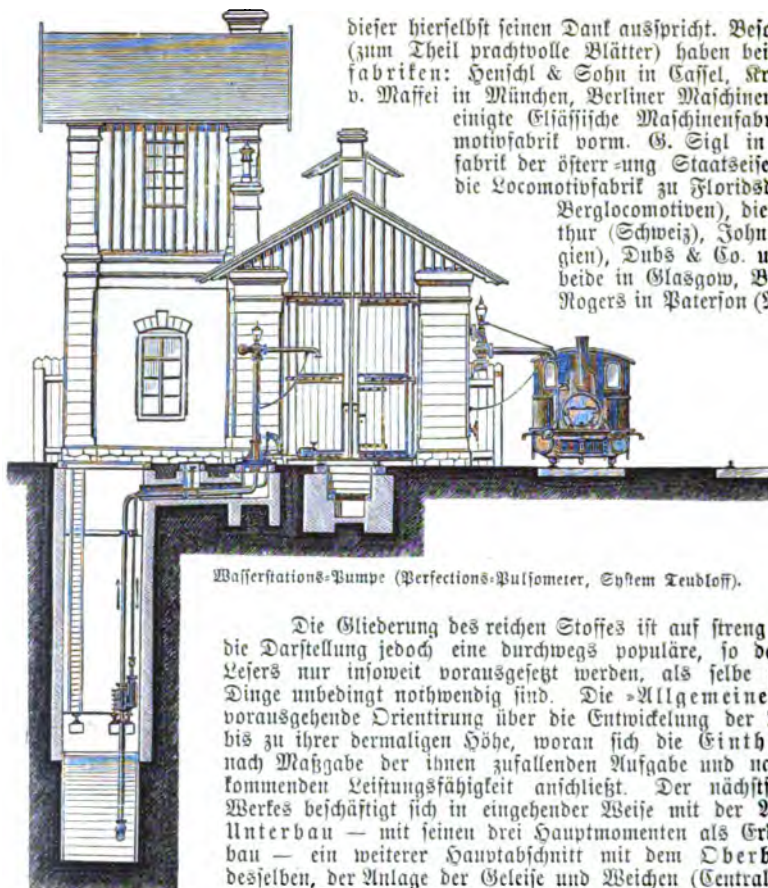 dieser hierselbst seinen Dank ausspricht. Besc
(zum Theil prachtvolle Blätter) haben bei
fabriken: Henschl & Sohn in Cassel, Kr
v. Maffei in München, Berliner Maschinen
einigte Elsässische Maschinenfabr
motivfabrik vorm. G. Sigl in
fabrik der österr.-ung Staatseise
die Locomotivfabrik zu Floridsd
Berglocomotiven), die
thur (Schweiz), John
gien), Dubs & Co. u
beide in Glasgow, B
Rogers in Paterson (
Wasserstations-Pumpe (Perfections-Pulsometer, System Teudloff).
Die Gliederung des reichen Stoffes ist auf streng
die Darstellung jedoch eine durchwegs populäre, so d
Lesers nur insoweit vorausgesetzt werden, als selbe
Dinge unbedingt nothwendig sind. Die »Allgemeine
vorausgehende Orientirung über die Entwickelung der
bis zu ihrer dermaligen Höhe, woran sich die Einth
nach Maßgabe der ihnen zufallenden Aufgabe und no
kommenden Leistungsfähigkeit anschließt. Der nächstf
Werkes beschäftigt sich in eingehender Weise mit der
Unterbau — mit seinen drei Hauptmomenten als Er
bau — ein weiterer Hauptabschnitt mit dem Oberb
desselben, der Anlage der Geleise und Weichen (Central